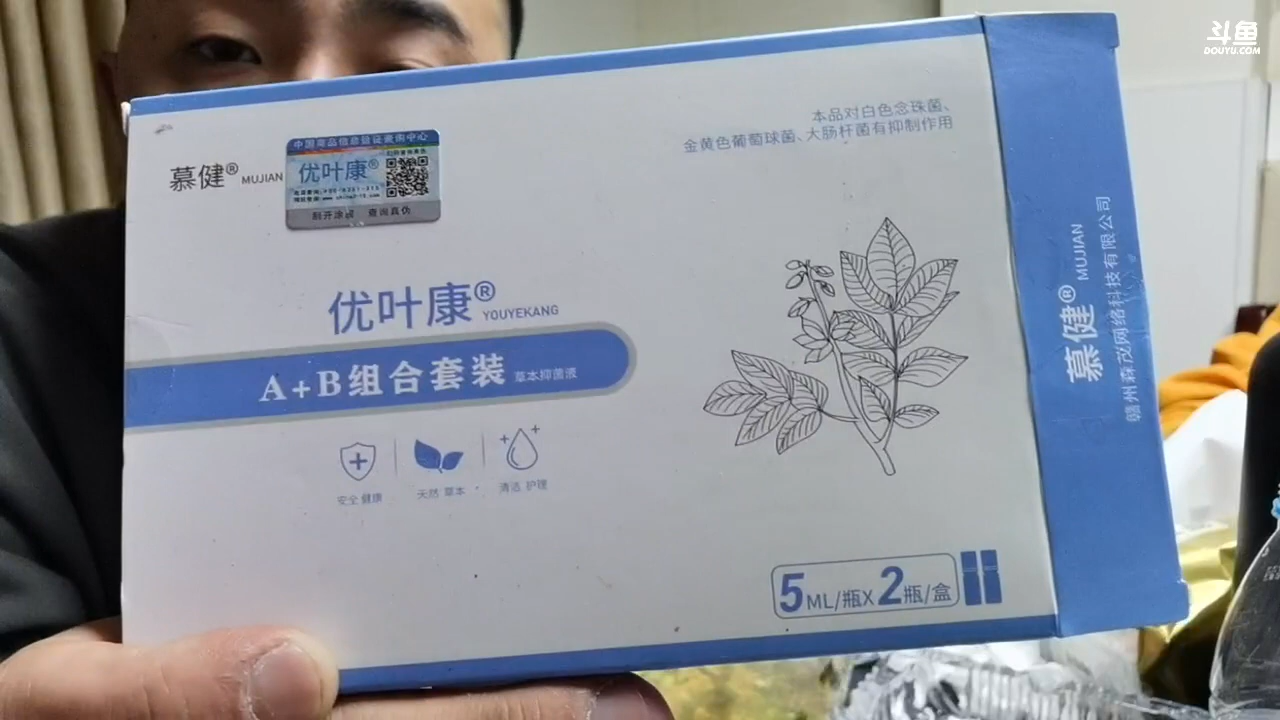 斗鱼
DOUYU.COM
本品对白色念珠菌、
金黄色葡萄球菌、大肠杆菌有抑制作用
慕健® MUJIAN
中国商品信息验证查询中心
优叶康®
刮开涂层 查询真伪
优叶康® YOUYEKANG
A+B组合套装 草本抑菌液
安全 健康
天然 草本
清洁 护理
5ML/瓶X2瓶/盒
慕健® MUJIAN
赣州森茂网络科技有限公司